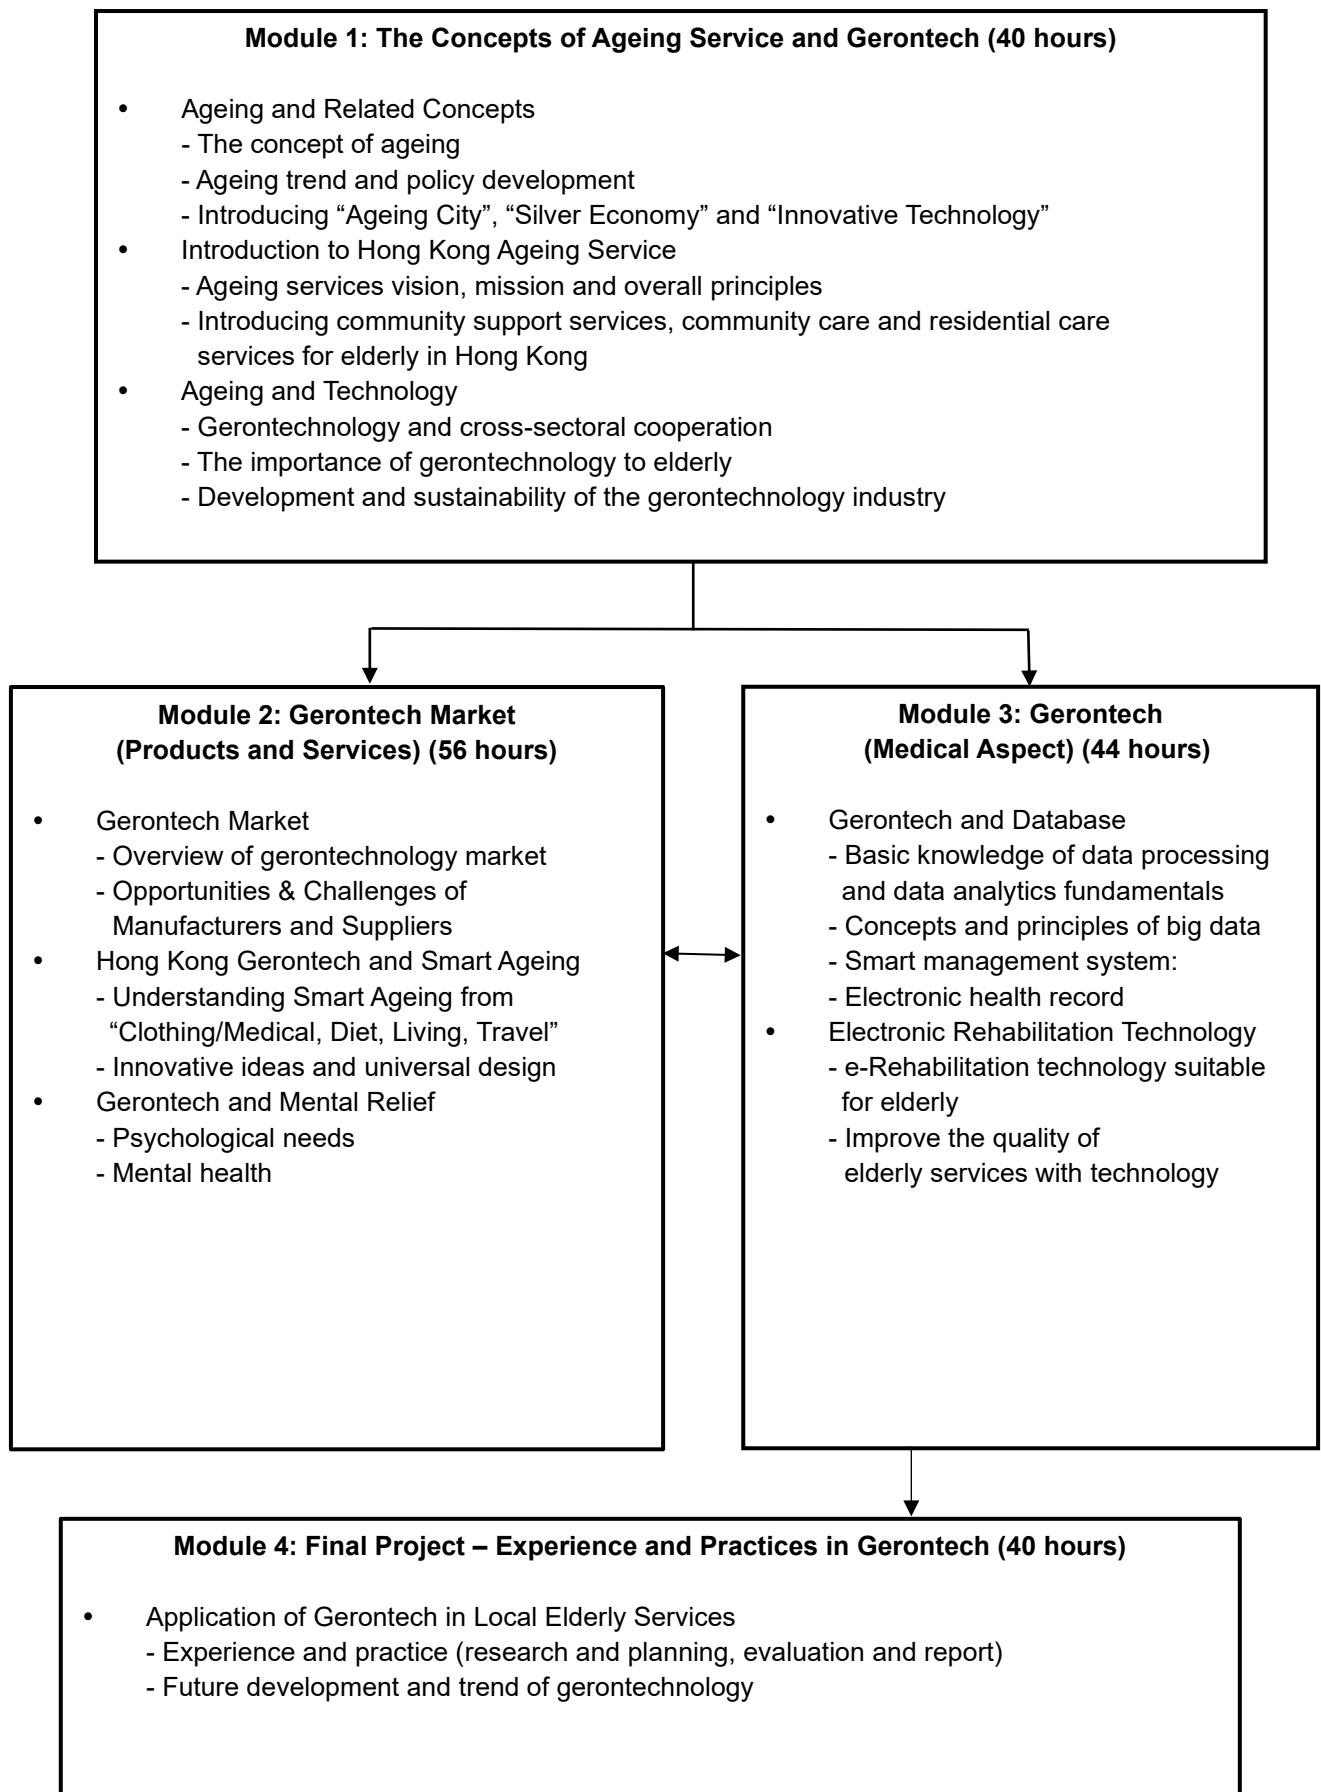 Module 1: The Concepts of Ageing Service and Gerontech (40 hours)
• Ageing and Related Concepts
- The concept of ageing
- Ageing trend and policy development
- Introducing “Ageing City”, “Silver Economy” and “Innovative Technology”
• Introduction to Hong Kong Ageing Service
- Ageing services vision, mission and overall principles
- Introducing community support services, community care and residential care
services for elderly in Hong Kong
• Ageing and Technology
- Gerontechnology and cross-sectoral cooperation
- The importance of gerontechnology to elderly
- Development and sustainability of the gerontechnology industry
Module 2: Gerontech Market
(Products and Services) (56 hours)
• Gerontech Market
- Overview of gerontechnology market
- Opportunities & Challenges of
Manufacturers and Suppliers
• Hong Kong Gerontech and Smart Ageing
- Understanding Smart Ageing from
“Clothing/Medical, Diet, Living, Travel”
- Innovative ideas and universal design
• Gerontech and Mental Relief
- Psychological needs
- Mental health
Module 3: Gerontech
(Medical Aspect) (44 hours)
• Gerontech and Database
- Basic knowledge of data processing
and data analytics fundamentals
- Concepts and principles of big data
- Smart management system:
- Electronic health record
• Electronic Rehabilitation Technology
- e-Rehabilitation technology suitable
for elderly
- Improve the quality of
elderly services with technology
Module 4: Final Project – Experience and Practices in Gerontech (40 hours)
• Application of Gerontech in Local Elderly Services
- Experience and practice (research and planning, evaluation and report)
- Future development and trend of gerontechnology